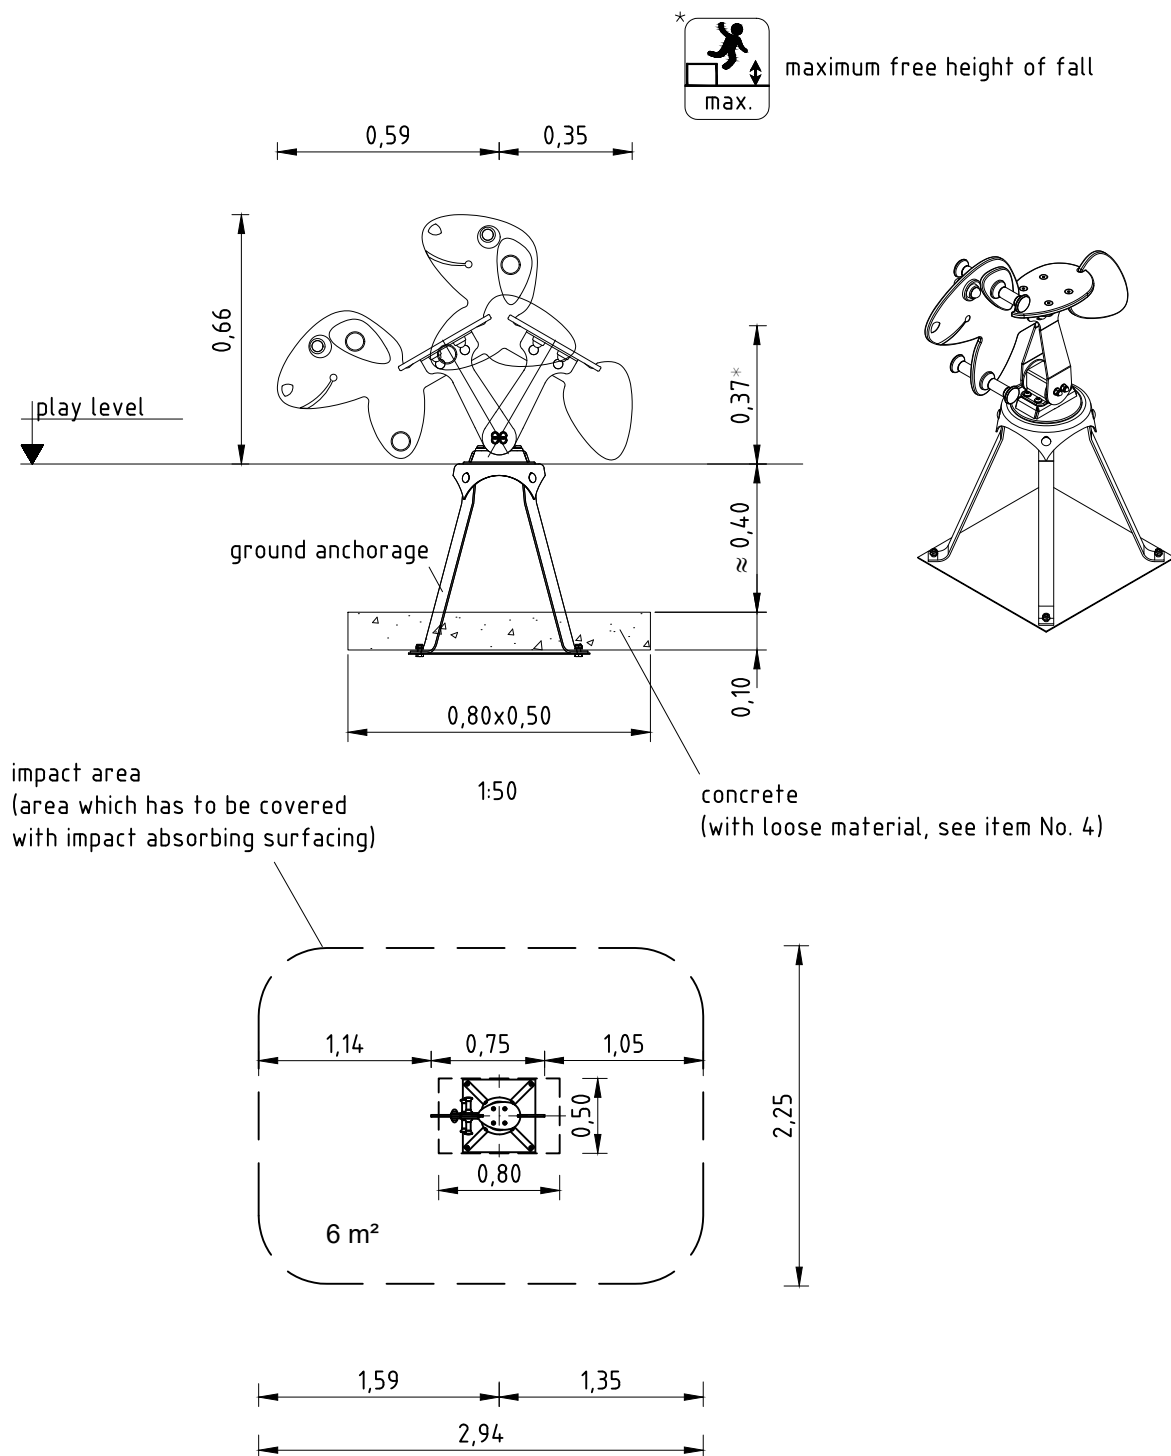 *
maximum free height of fall
max.
0,59
0,35
0,66
0,37*
play level
≈ 0,40
ground anchorage
0,10
0,80x0,50
impact area
(area which has to be covered
with impact absorbing surfacing)
1:50
concrete
(with loose material, see item No. 4)
1,14
0,75
1,05
0,50
2,25
0,80
6 m²
1,59
1,35
2,94